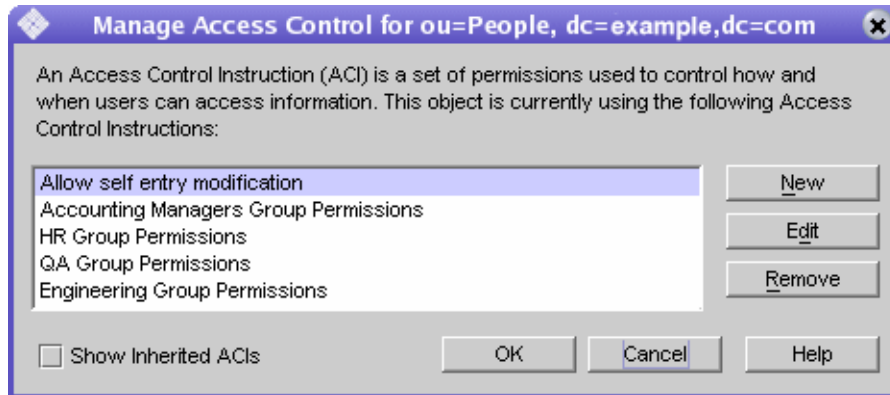 Manage Access Control for ou=People, dc=example,dc=com
An Access Control Instruction (ACI) is a set of permissions used to control how and
when users can access information. This object is currently using the following Access
Control Instructions:
Allow self entry modification
Accounting Managers Group Permissions
HR Group Permissions
QA Group Permissions
Engineering Group Permissions
New
Edit
Remove
Show Inherited ACIs
OK
Cancel
Help